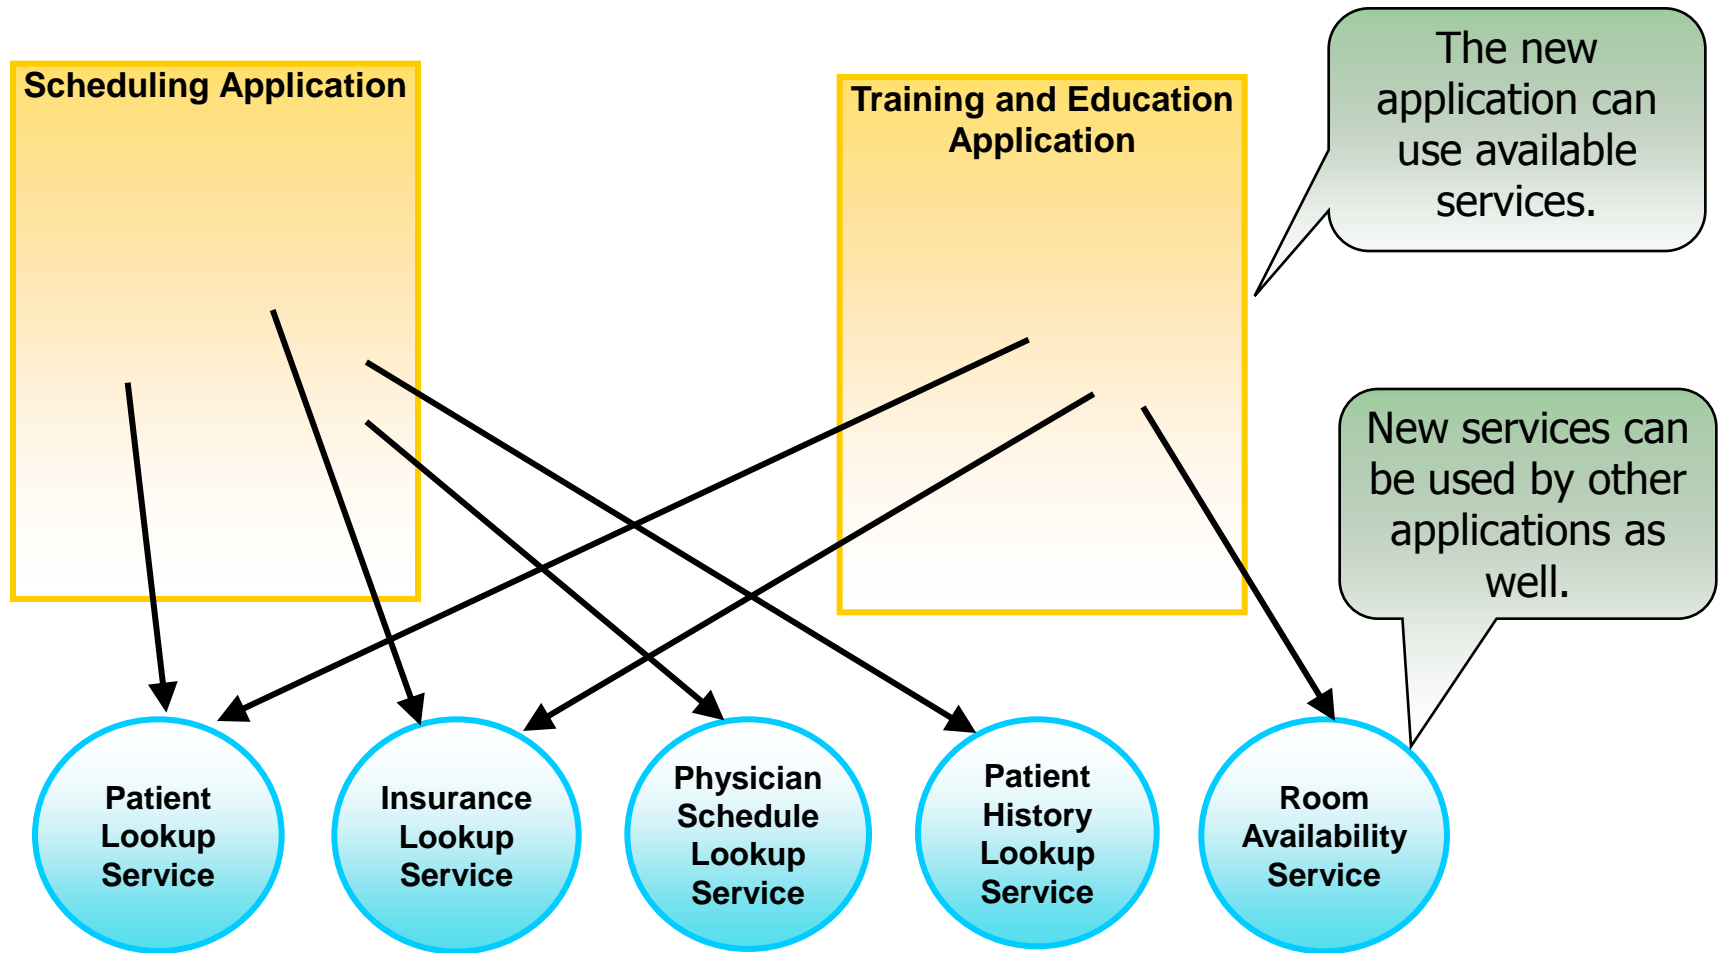 Scheduling Application
Training and Education
Application
The new
application can
use available
services.
New services can
be used by other
applications as
well.
Patient
Lookup
Service
Insurance
Lookup
Service
Physician
Schedule
Lookup
Service
Patient
History
Lookup
Service
Room
Availability
Service